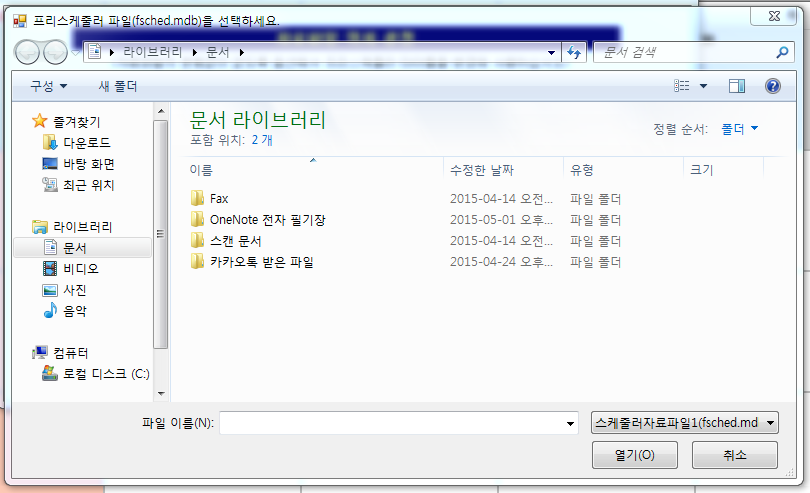 프리스케줄러 파일(fsched.mdb)을 선택하세요.
라이브러리 문서
문서 검색
구성 새 폴더
즐겨찾기
다운로드
바탕 화면
최근 위치
라이브러리
문서
비디오
사진
음악
컴퓨터
로컬 디스크 (C:)
문서 라이브러리
포함 위치: 2 개
정렬 순서: 폴더
이름 수정한 날짜 유형 크기
Fax 2015-04-14 오전... 파일 폴더
OneNote 전자 필기장 2015-05-01 오후... 파일 폴더
스캔 문서 2015-04-14 오전... 파일 폴더
카카오톡 받은 파일 2015-04-24 오후... 파일 폴더
파일 이름(N): 스케줄러자료파일1(fsched.md
열기(O) 취소